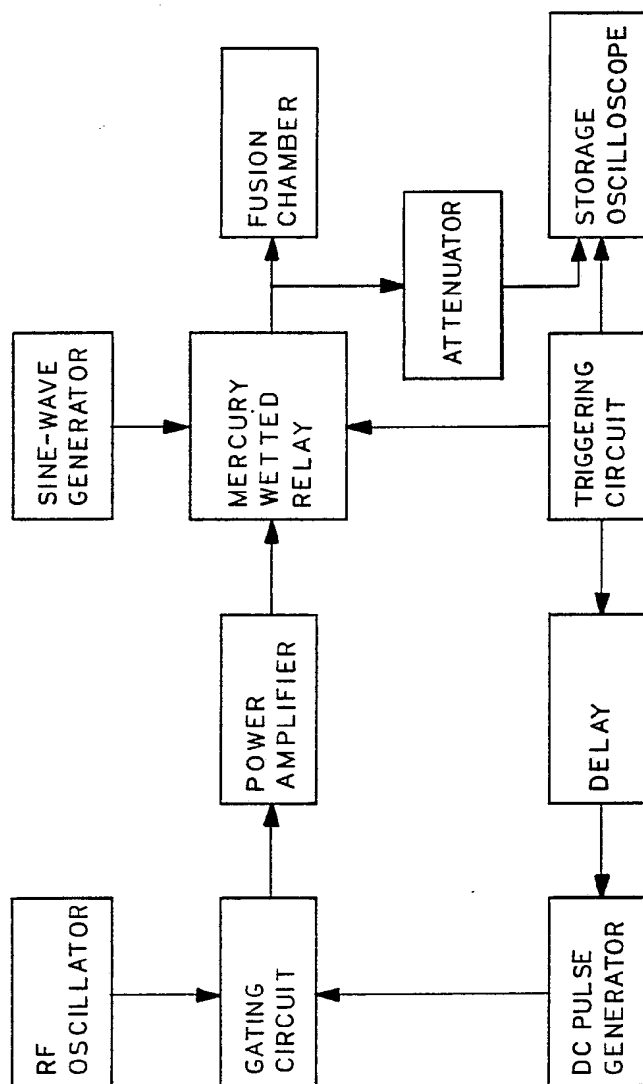 RF
OSCILLATOR
SINE-WAVE
GENERATOR
GATING
CIRCUIT
POWER
AMPLIFIER
MERCURY
WETTED
RELAY
FUSION
CHAMBER
ATTENUATOR
DC PULSE
GENERATOR
DELAY
TRIGGERING
CIRCUIT
STORAGE
OSCILLOSCOPE